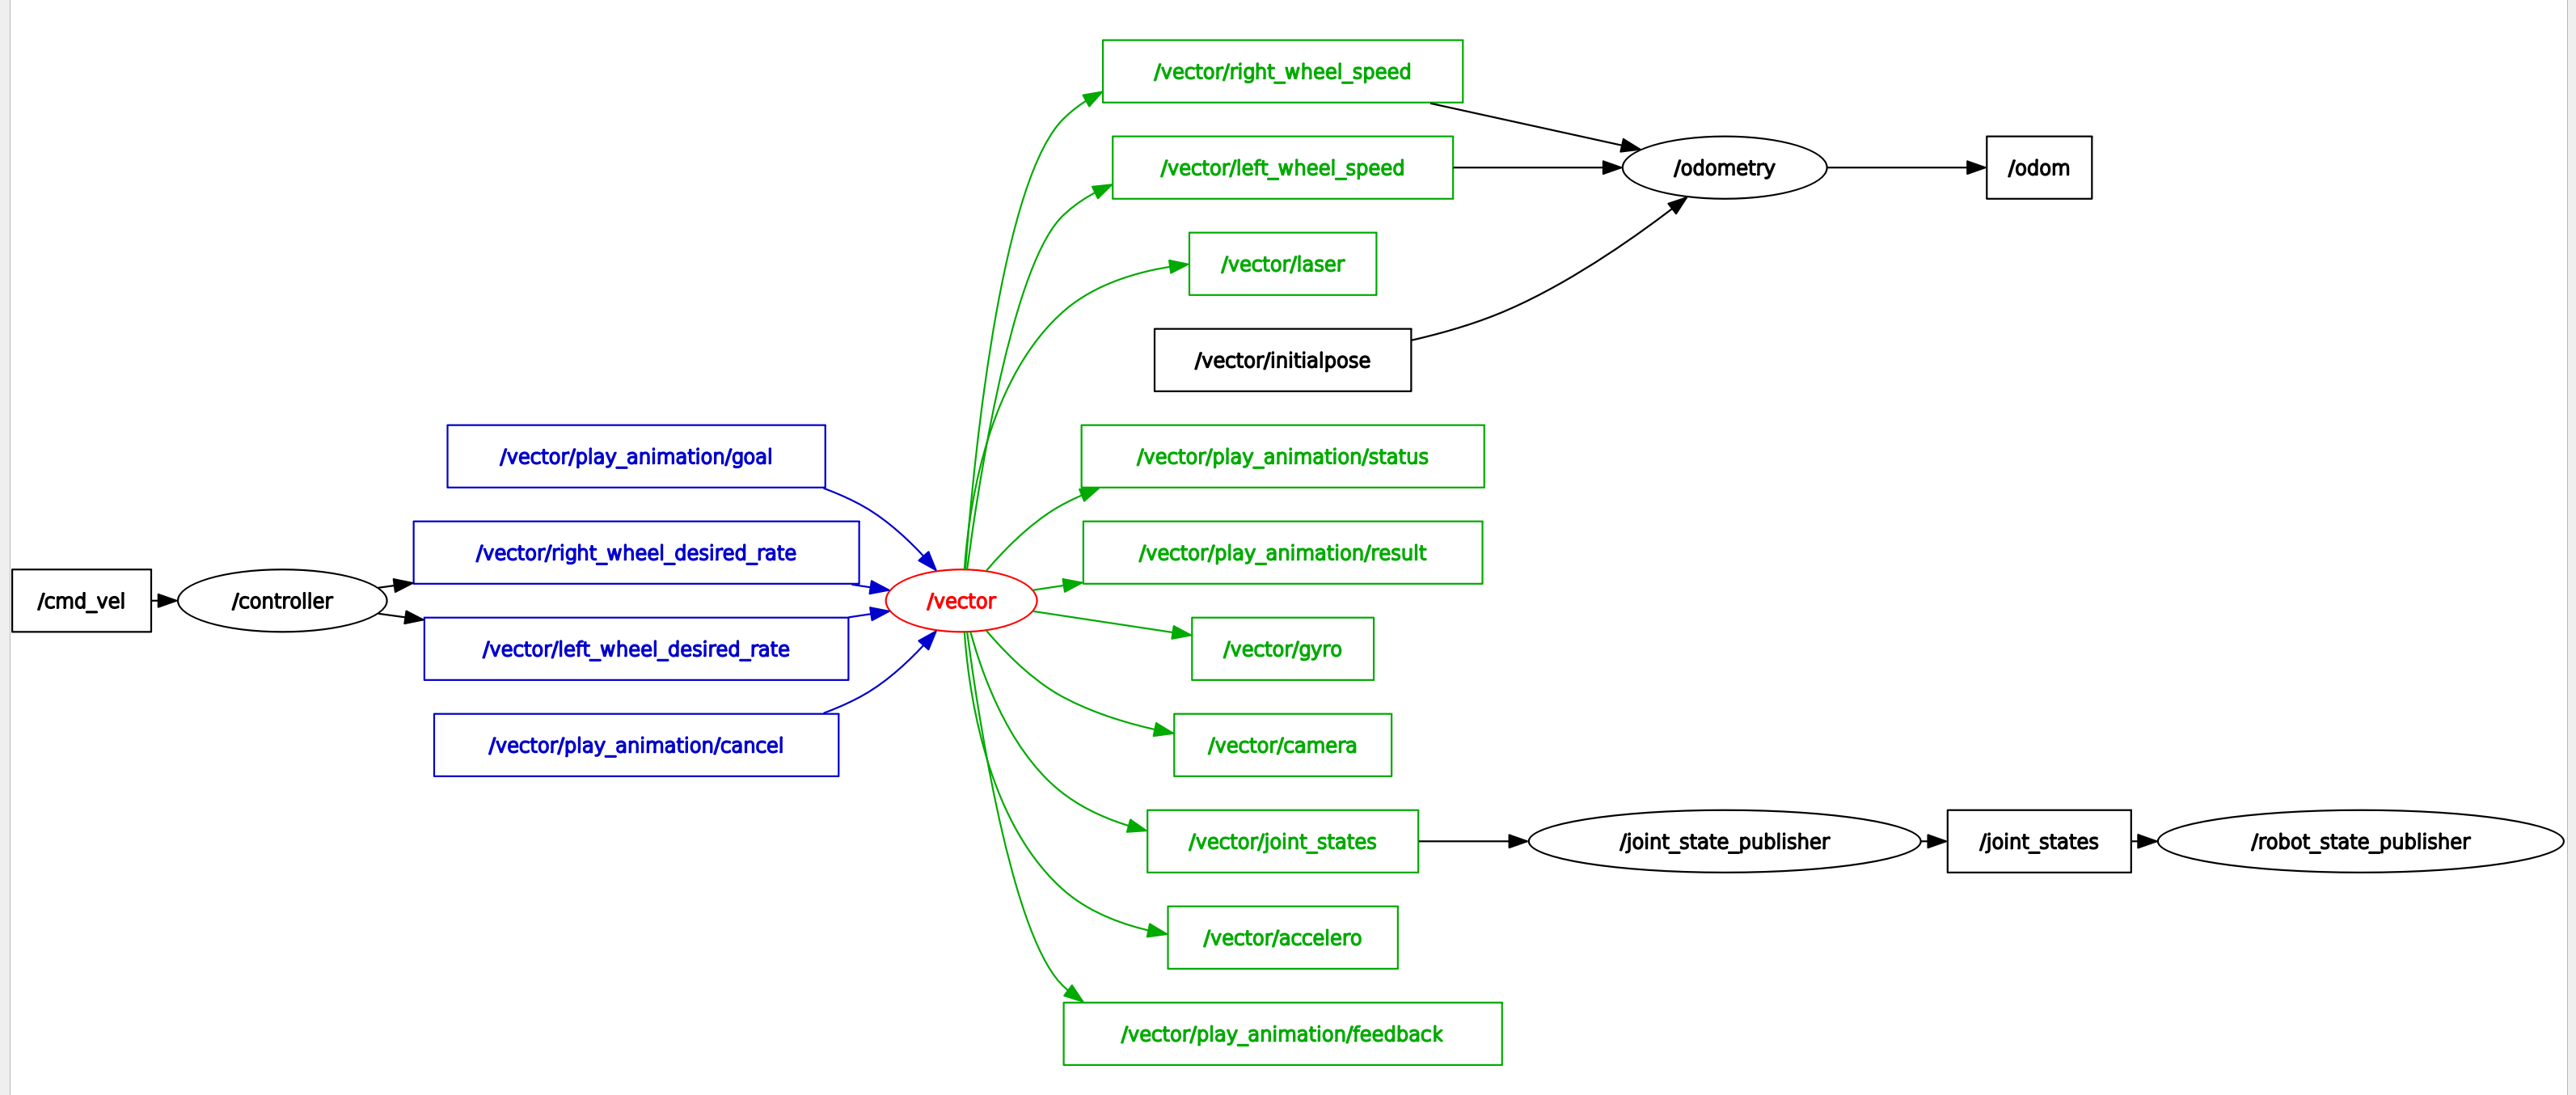 /vector/right_wheel_speed
/vector/left_wheel_speed
/odometry
/odom
/vector/laser
/vector/initialpose
/vector/play_animation/goal
/vector/play_animation/status
/vector/right_wheel_desired_rate
/vector/play_animation/result
/cmd_vel
/controller
/vector
/vector/left_wheel_desired_rate
/vector/gyro
/vector/play_animation/cancel
/vector/camera
/vector/joint_states
/joint_state_publisher
/joint_states
/robot_state_publisher
/vector/accelero
/vector/play_animation/feedback